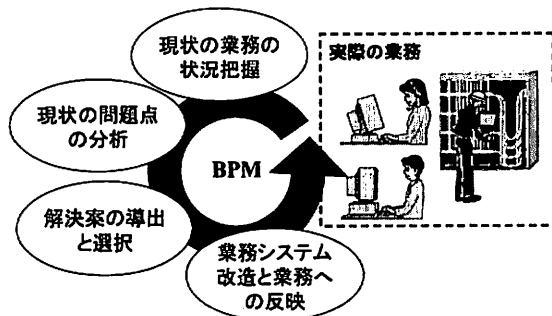 現状の業務の
状況把握
実際の業務
現状の問題点
の分析
BPM
解決案の導出
と選択
業務システム
改造と業務へ
の反映